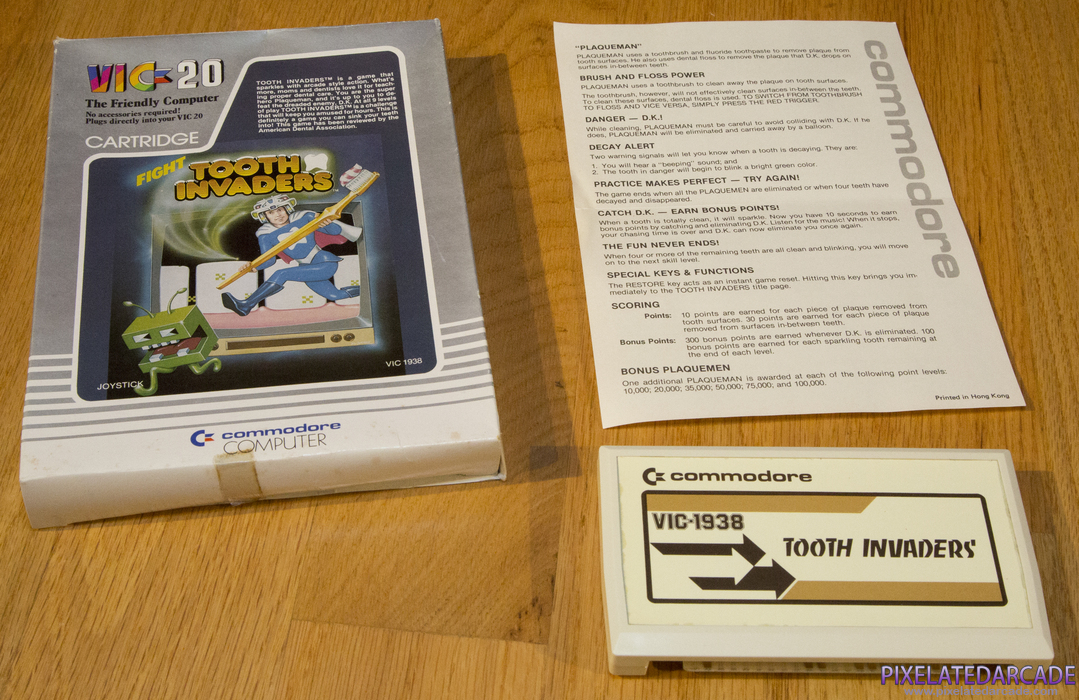 VIC-20
The Friendly Computer
No accessories required!
Plugs directly into your VIC 20
CARTRIDGE
TOOTH INVADERS™ is a game that
sparkles with arcade style action. What's
more, moms and dentists love it for teach-
ing proper dental care. You are the super
hero Plaqueman, and it's up to you to de-
feat the dreaded enemy, D.K. At all 9 levels
of play TOOTH INVADERS™ is a challenge
that will keep you amused for hours. It's
definitely a game you can sink your teeth
into! This game has been reviewed by the
American Dental Association.
FIGHT
TOOTH
INVADERS
JOYSTICK
VIC 1938
commodore
COMPUTER
"PLAQUEMAN"
PLAQUEMAN uses a toothbrush and fluoride toothpaste to remove plaque from
tooth surfaces. He also uses dental floss to remove the plaque that D.K. drops on
surfaces in-between teeth.
BRUSH AND FLOSS POWER
PLAQUEMAN uses a toothbrush to clean away the plaque on tooth surfaces.
The toothbrush, however, will not effectively clean surfaces in-between the teeth.
To clean these surfaces, dental floss is used. TO SWITCH FROM TOOTHBRUSH
TO FLOSS AND VICE VERSA, SIMPLY PRESS THE RED TRIGGER.
DANGER — D.K.!
While cleaning, PLAQUEMAN must be careful to avoid colliding with D.K. If he
does, PLAQUEMAN will be eliminated and carried away by a balloon.
DECAY ALERT
Two warning signals will let you know when a tooth is decaying. They are:
1. You will hear a "beeping" sound, and
2. The tooth in danger will begin to blink a bright green color.
PRACTICE MAKES PERFECT — TRY AGAIN!
The game ends when all the PLAQUEMEN are eliminated or when four teeth have
decayed and disappeared.
CATCH D.K. — EARN BONUS POINTS!
When a tooth is totally clean, it will sparkle. Now you have 10 seconds to earn
bonus points by catching and eliminating D.K. Listen for the music! When it stops,
your chasing time is over and D.K. can now eliminate you once again.
THE FUN NEVER ENDS!
When four or more of the remaining teeth are all clean and blinking, you will move
on to the next skill level.
SPECIAL KEYS & FUNCTIONS
The RESTORE key acts as an instant game reset. Hitting this key brings you im-
mediately to the TOOTH INVADERS title page.
SCORING
Points: 10 points are earned for each piece of plaque removed from
tooth surfaces. 30 points are earned for each piece of plaque
removed from surfaces in-between teeth.
Bonus Points: 300 bonus points are earned whenever D.K. is eliminated. 100
bonus points are earned for each sparkling tooth remaining at
the end of each level.
BONUS PLAQUEMEN
One additional PLAQUEMAN is awarded at each of the following point levels:
10,000; 20,000; 35,000; 50,000; 75,000; and 100,000.
Printed in Hong Kong
commodore
commodore
VIC-1938
TOOTH INVADERS
PIXELATEDARCADE
www.pixelatedarcade.com